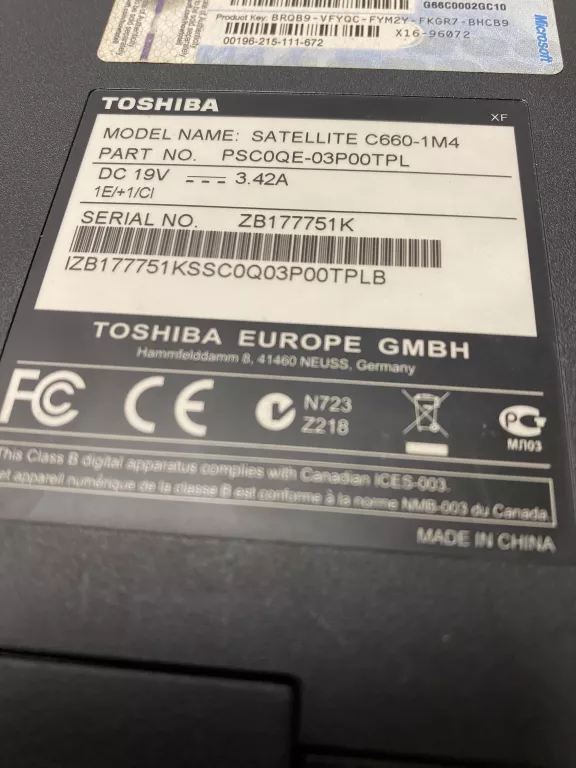 G66C0002GC10
Product Key: BRQB9-VFYQC-FYM2Y-FKGR7-BHCB9
00196-215-111-672
X16-96072
Microsoft
TOSHIBA
XF
MODEL NAME: SATELLITE C660-1M4
PART NO. PSC0QE-03P00TPL
DC 19V 3.42A
1E/+1/CI
SERIAL NO. ZB177751K
IZB177751KSSC0Q03P00TPLB
TOSHIBA EUROPE GMBH
Hammfelddamm 8, 41460 NEUSS, Germany
FC CE N723
Z218
МЛ03
This Class B digital apparatus complies with Canadian ICES-003.
et appareil numérique de la classe B est conforme à la norme NMB-003 du Canada.
MADE IN CHINA